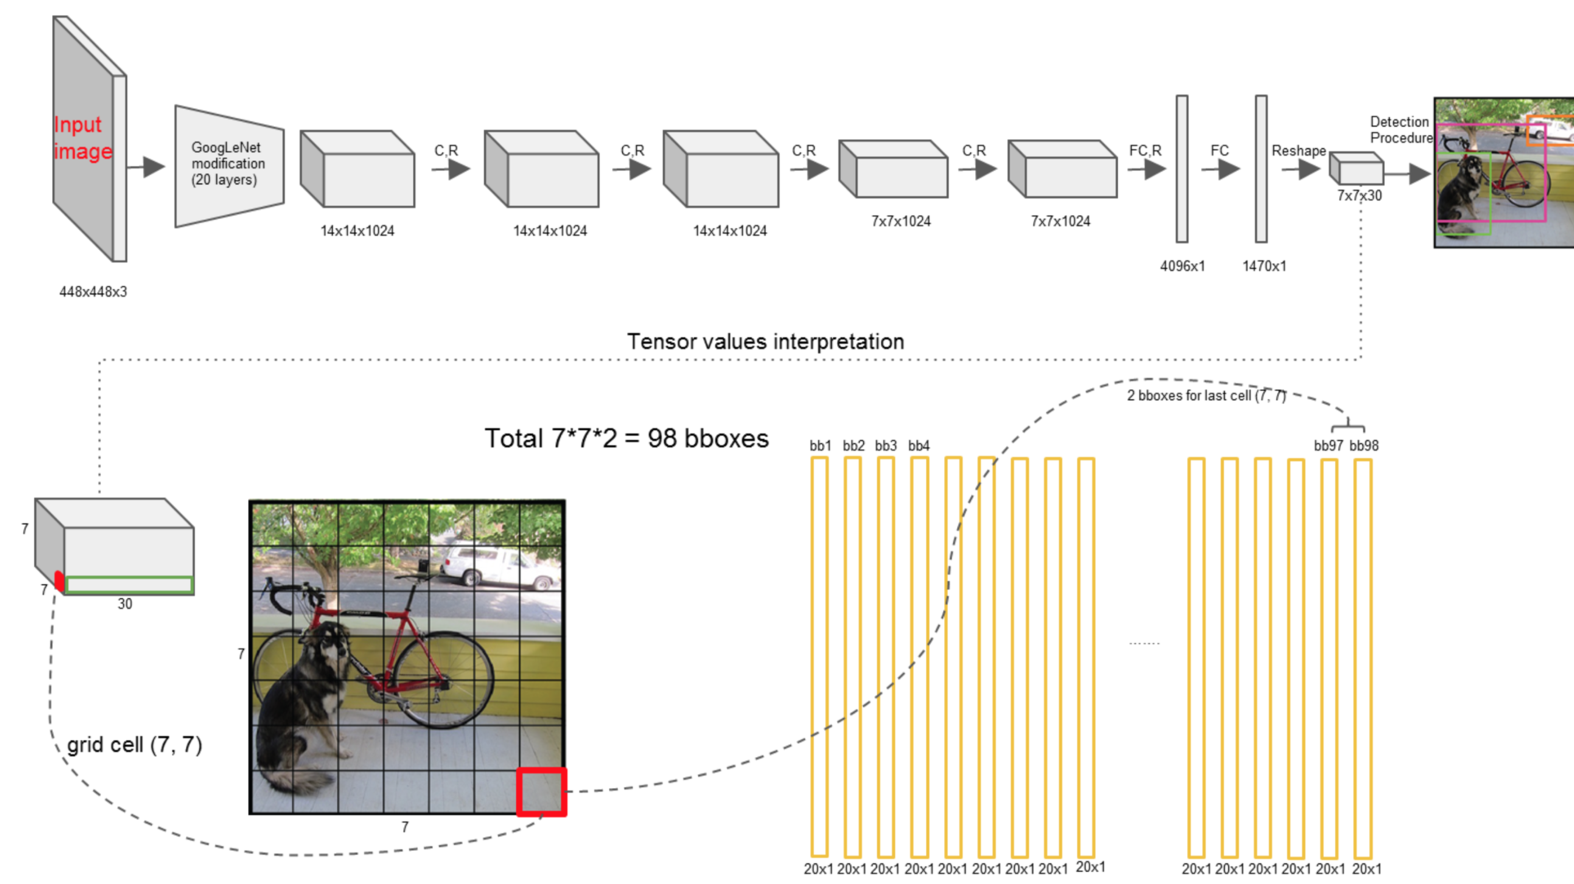 Input
image
448x448x3
GoogLeNet
modification
(20 layers)
14x14x1024
C,R
14x14x1024
C,R
14x14x1024
C,R
7x7x1024
C,R
7x7x1024
FC,R
4096x1
FC
1470x1
Reshape
7x7x30
Detection
Procedure
Tensor values interpretation
Total 7*7*2 = 98 bboxes
2 bboxes for last cell (7, 7)
bb1 bb2 bb3 bb4
bb97 bb98
7
7
30
7
7
grid cell (7, 7)
.......
20x1 20x1 20x1 20x1 20x1 20x1 20x1 20x1 20x1
20x1 20x1 20x1 20x1 20x1 20x1